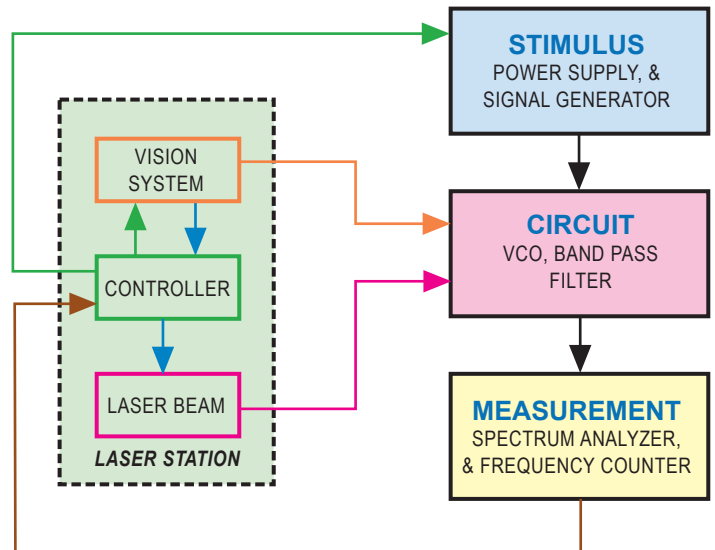 STIMULUS
POWER SUPPLY, &
SIGNAL GENERATOR
VISION
SYSTEM
CIRCUIT
VCO, BAND PASS
FILTER
CONTROLLER
LASER BEAM
MEASUREMENT
SPECTRUM ANALYZER,
& FREQUENCY COUNTER
LASER STATION